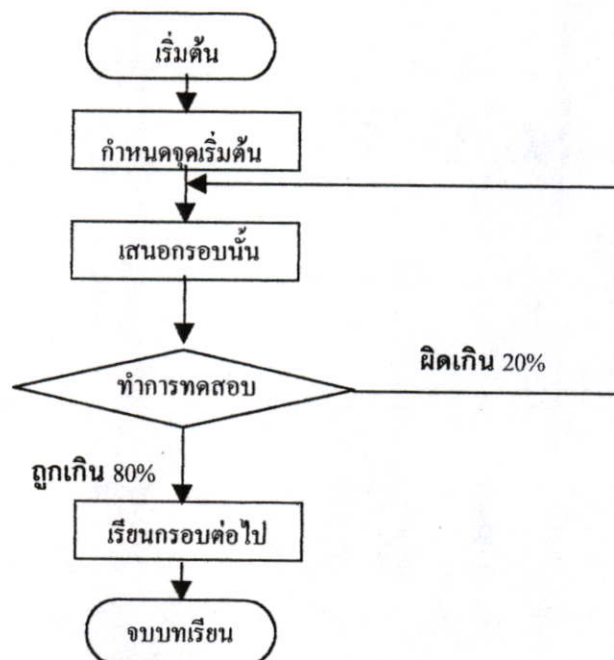 เริ่มต้น
กำหนดจุดเริ่มต้น
เสนอกรอบนั้น
ทำการทดสอบ
ผิดเกิน 20%
ถูกเกิน 80%
เรียนกรอบต่อไป
จบบทเรียน